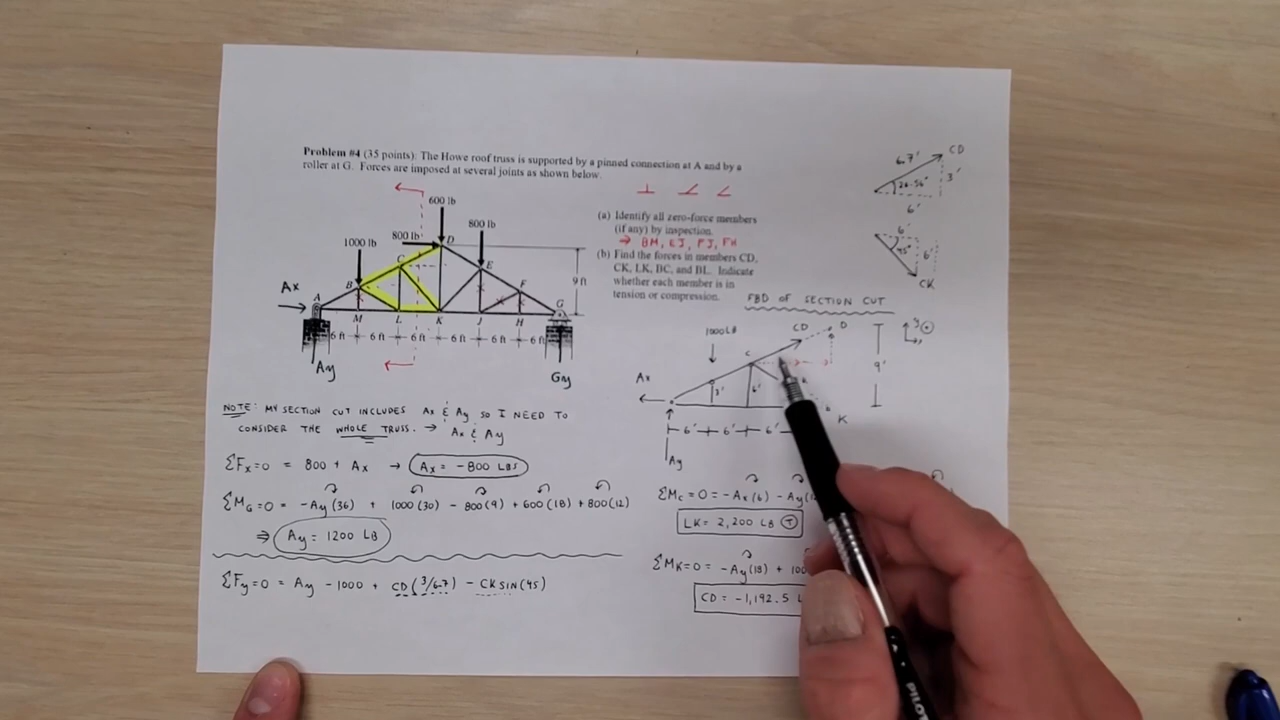 Problem #4 (35 points): The Howe roof truss is supported by a pinned connection at A and by a
roller at G. Forces are imposed at several joints as shown below.
(a) Identify all zero-force members
(if any) by inspection.
→ BM, EJ, FJ, FH
(b) Find the forces in members CD,
CK, LK, BC, and BL. Indicate
whether each member is in
tension or compression.
600 lb
800 lb
800 lb
1000 lb
D
C
E
B
F
A
G
M
L
K
J
H
9 ft
6 ft
6 ft
6 ft
6 ft
6 ft
6 ft
Ax
Ay
Gy
6.7'
CD
26.56°
3'
6'
6'
45°
6'
CK
FBD OF SECTION CUT
1000 LB
CD
D
C
Ax
3'
6'
K
9'
6'
6'
6'
Ay
NOTE: MY SECTION CUT INCLUDES Ax & Ay SO I NEED TO
CONSIDER THE WHOLE TRUSS. → Ax & Ay
ΣFx=0 = 800 + Ax → Ax = -800 LBS
ΣMG=0 = -Ay(36) + 1000(30) - 800(9) + 600(18) + 800(12)
⇒ Ay = 1200 LB
ΣFy=0 = Ay - 1000 + CD(3/6.7) - CK SIN(45)
ΣMC=0 = -Ax(6) - Ay(
LK = 2,200 LB T
ΣMK=0 = -Ay(18) + 100
CD = -1,192.5 L
PILOT